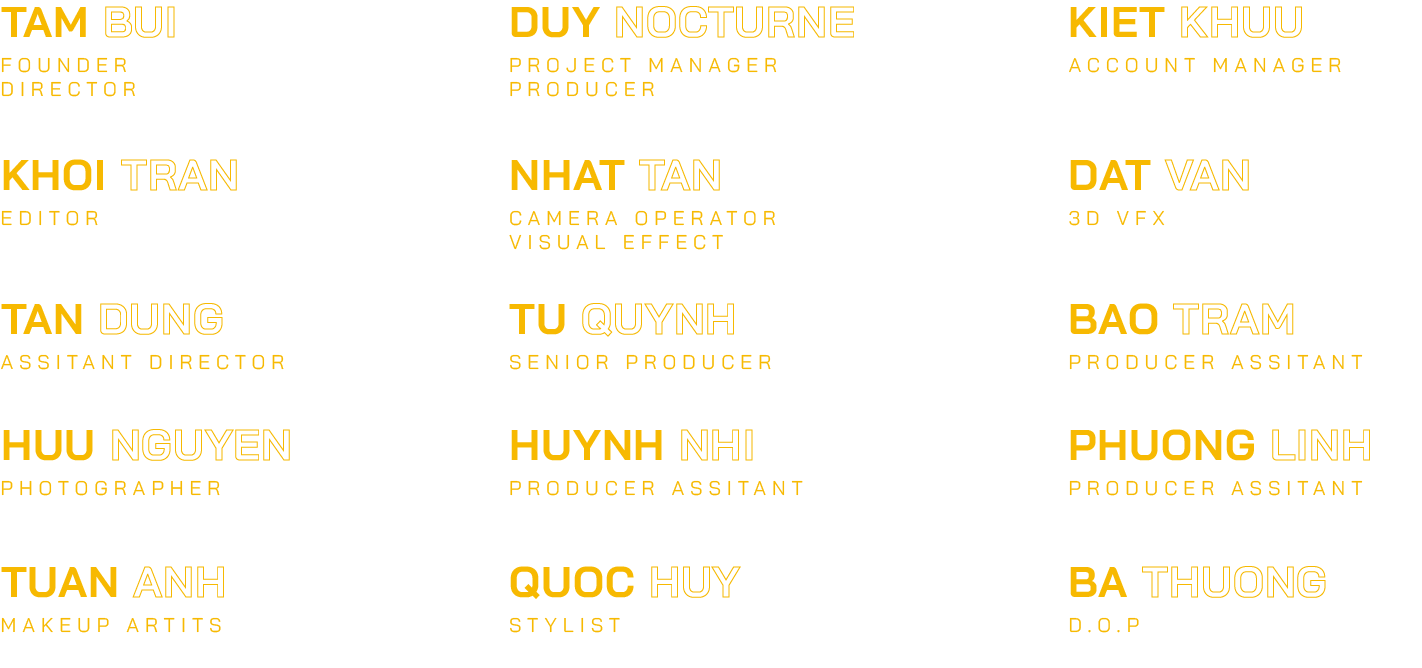 TAM BUI
FOUNDER
DIRECTOR
DUY NOCTURNE
PROJECT MANAGER
PRODUCER
KIET KHUU
ACCOUNT MANAGER
KHOI TRAN
EDITOR
NHAT TAN
CAMERA OPERATOR
VISUAL EFFECT
DAT VAN
3D VFX
TAN DUNG
ASSITANT DIRECTOR
TU QUYNH
SENIOR PRODUCER
BAO TRAM
PRODUCER ASSITANT
HUU NGUYEN
PHOTOGRAPHER
HUYNH NHI
PRODUCER ASSITANT
PHUONG LINH
PRODUCER ASSITANT
TUAN ANH
MAKEUP ARTITS
QUOC HUY
STYLIST
BA THUONG
D.O.P